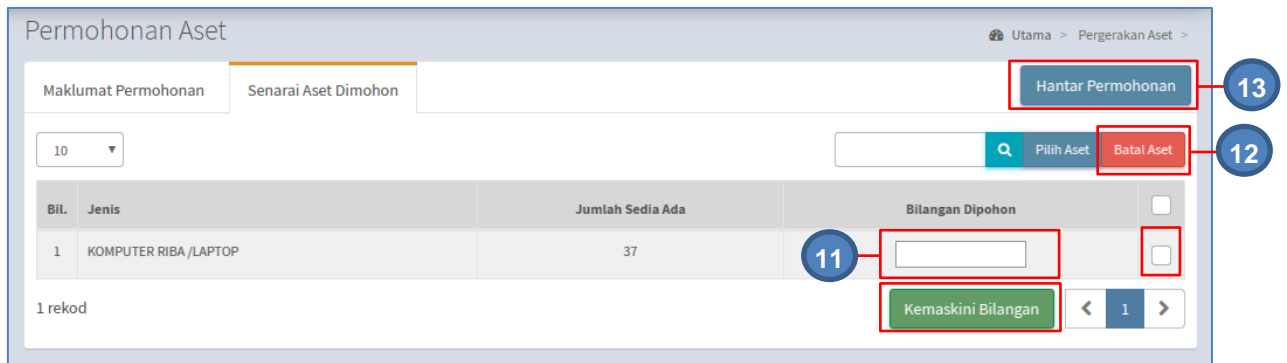 Permohonan Aset
Utama > Pergerakan Aset >
Maklumat Permohonan Senarai Aset Dimohon Hantar Permohonan 13
10 Pilih Aset Batal Aset 12
Bil. Jenis Jumlah Sedia Ada Bilangan Dipohon
1 KOMPUTER RIBA /LAPTOP 37 11
1 rekod Kemaskini Bilangan 1